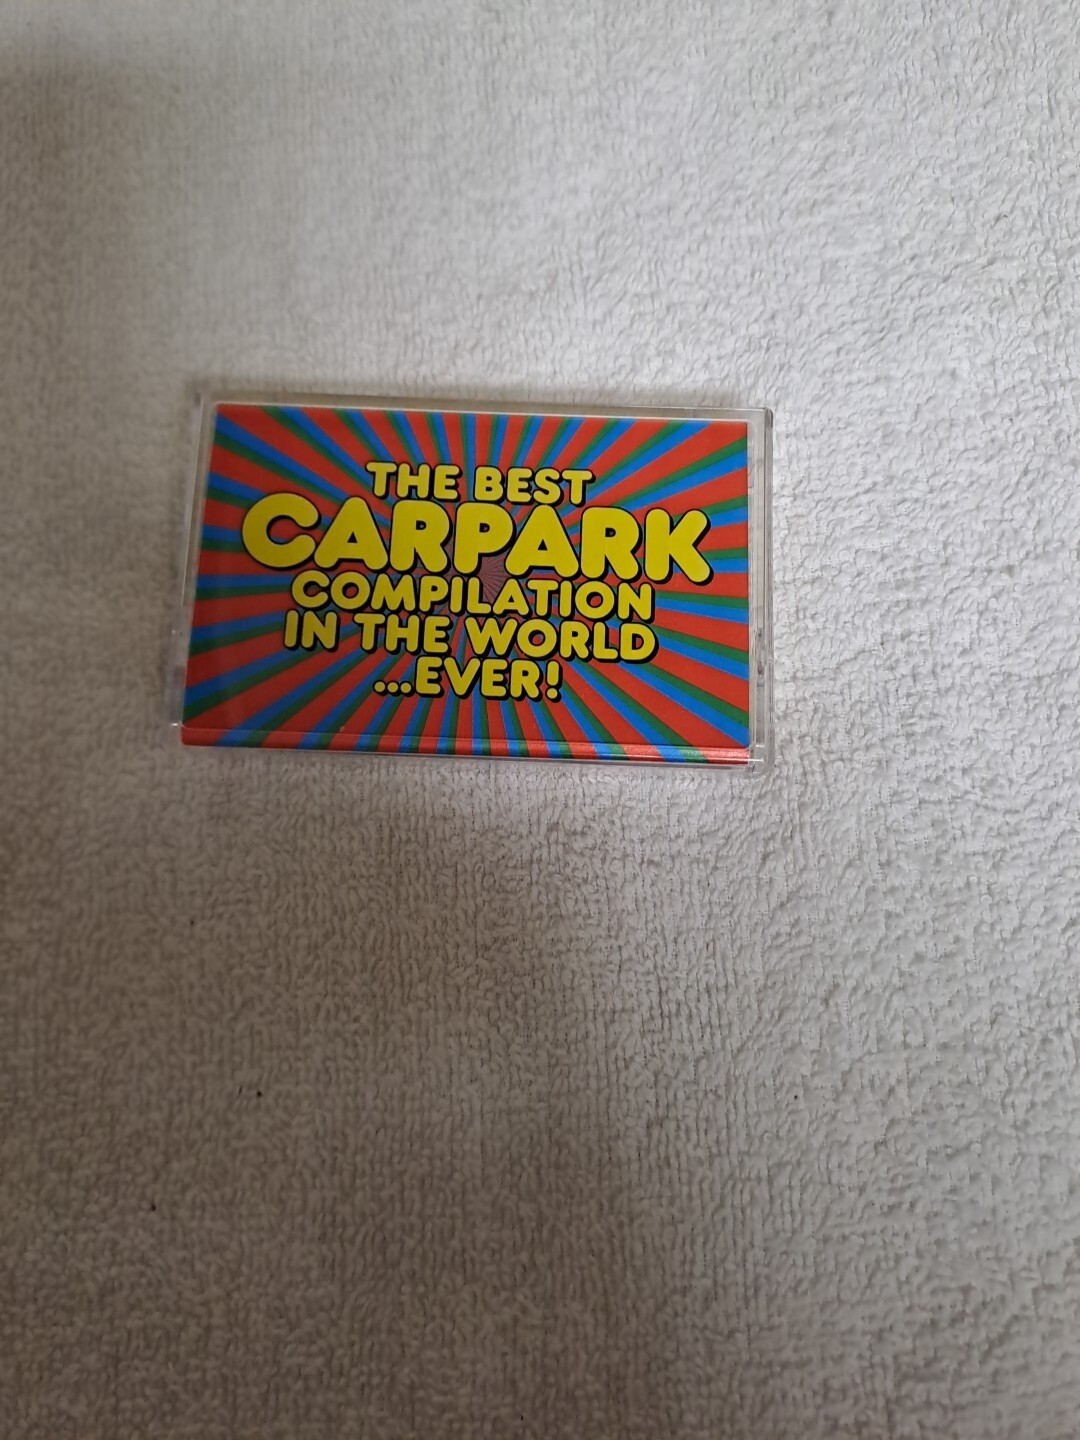 THE BEST
CARPARK
COMPILATION
IN THE WORLD
...EVER!